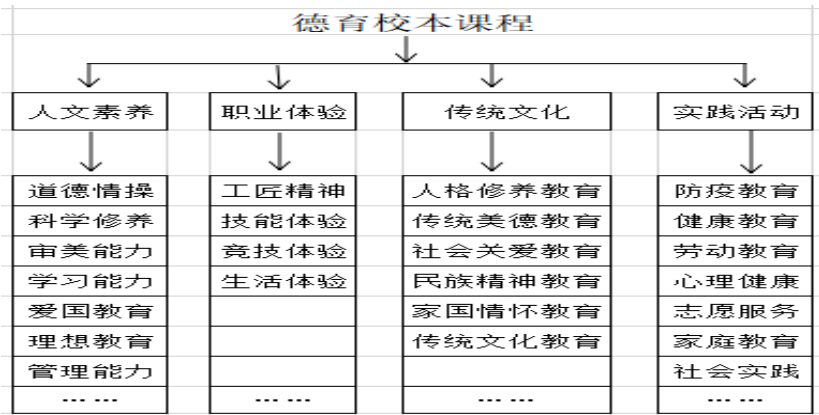 德育校本课程
人文素养 职业体验 传统文化 实践活动
道德情操 工匠精神 人格修养教育 防疫教育
科学修养 技能体验 传统美德教育 健康教育
审美能力 竞技体验 社会关爱教育 劳动教育
学习能力 生活体验 民族精神教育 心理健康
爱国教育 家国情怀教育 志愿服务
理想教育 传统文化教育 家庭教育
管理能力 社会实践
…… …… …… ……